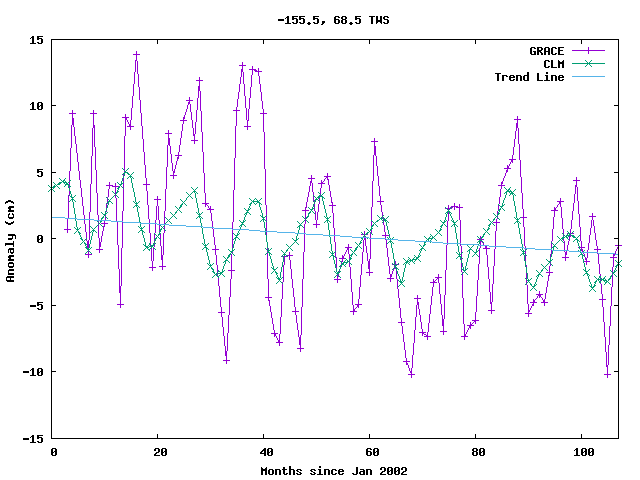 -155.5, 68.5 TWS
GRACE
CLM
Trend Line
15
10
5
0
-5
-10
-15
Anomaly (cm)
0 20 40 60 80 100
Months since Jan 2002